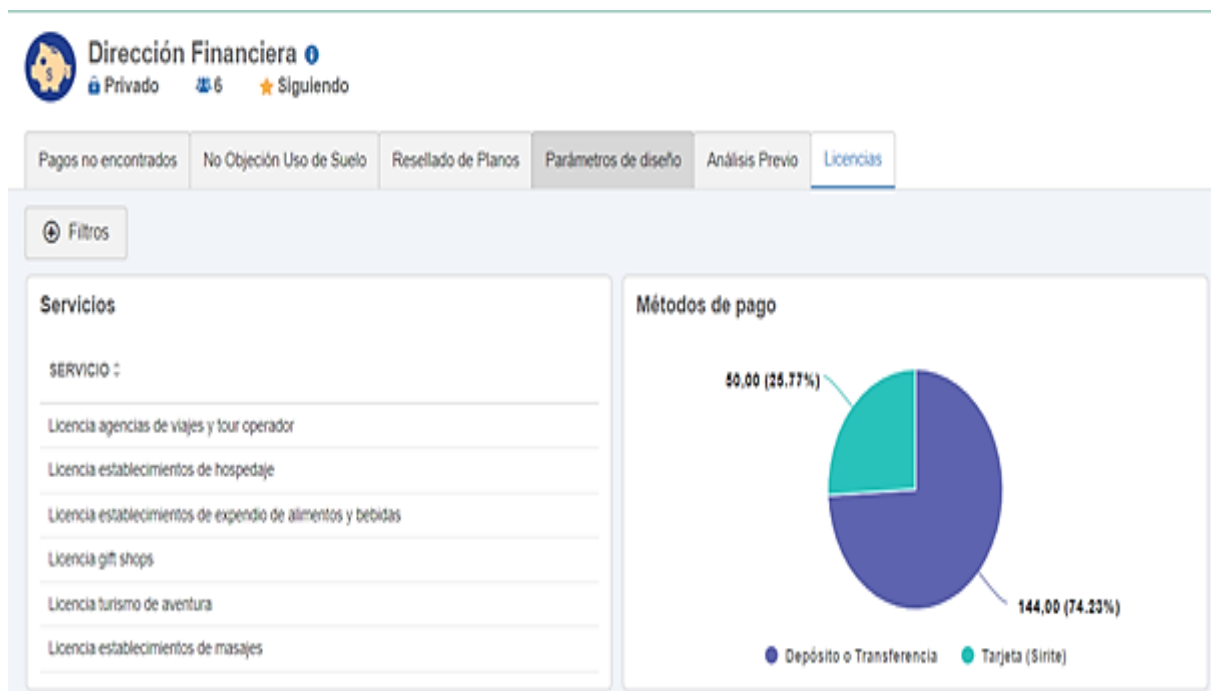 Dirección Financiera
Privado 6 Siguiendo
Pagos no encontrados No Objeción Uso de Suelo Resellado de Planos Parámetros de diseño Análisis Previo Licencias
Filtros
Servicios
SERVICIO
Licencia agencias de viajes y tour operador
Licencia establecimientos de hospedaje
Licencia establecimientos de expendio de alimentos y bebidas
Licencia gift shops
Licencia turismo de aventura
Licencia establecimientos de masajes
Métodos de pago
50,00 (25.77%)
144,00 (74.23%)
Depósito o Transferencia Tarjeta (Sirite)